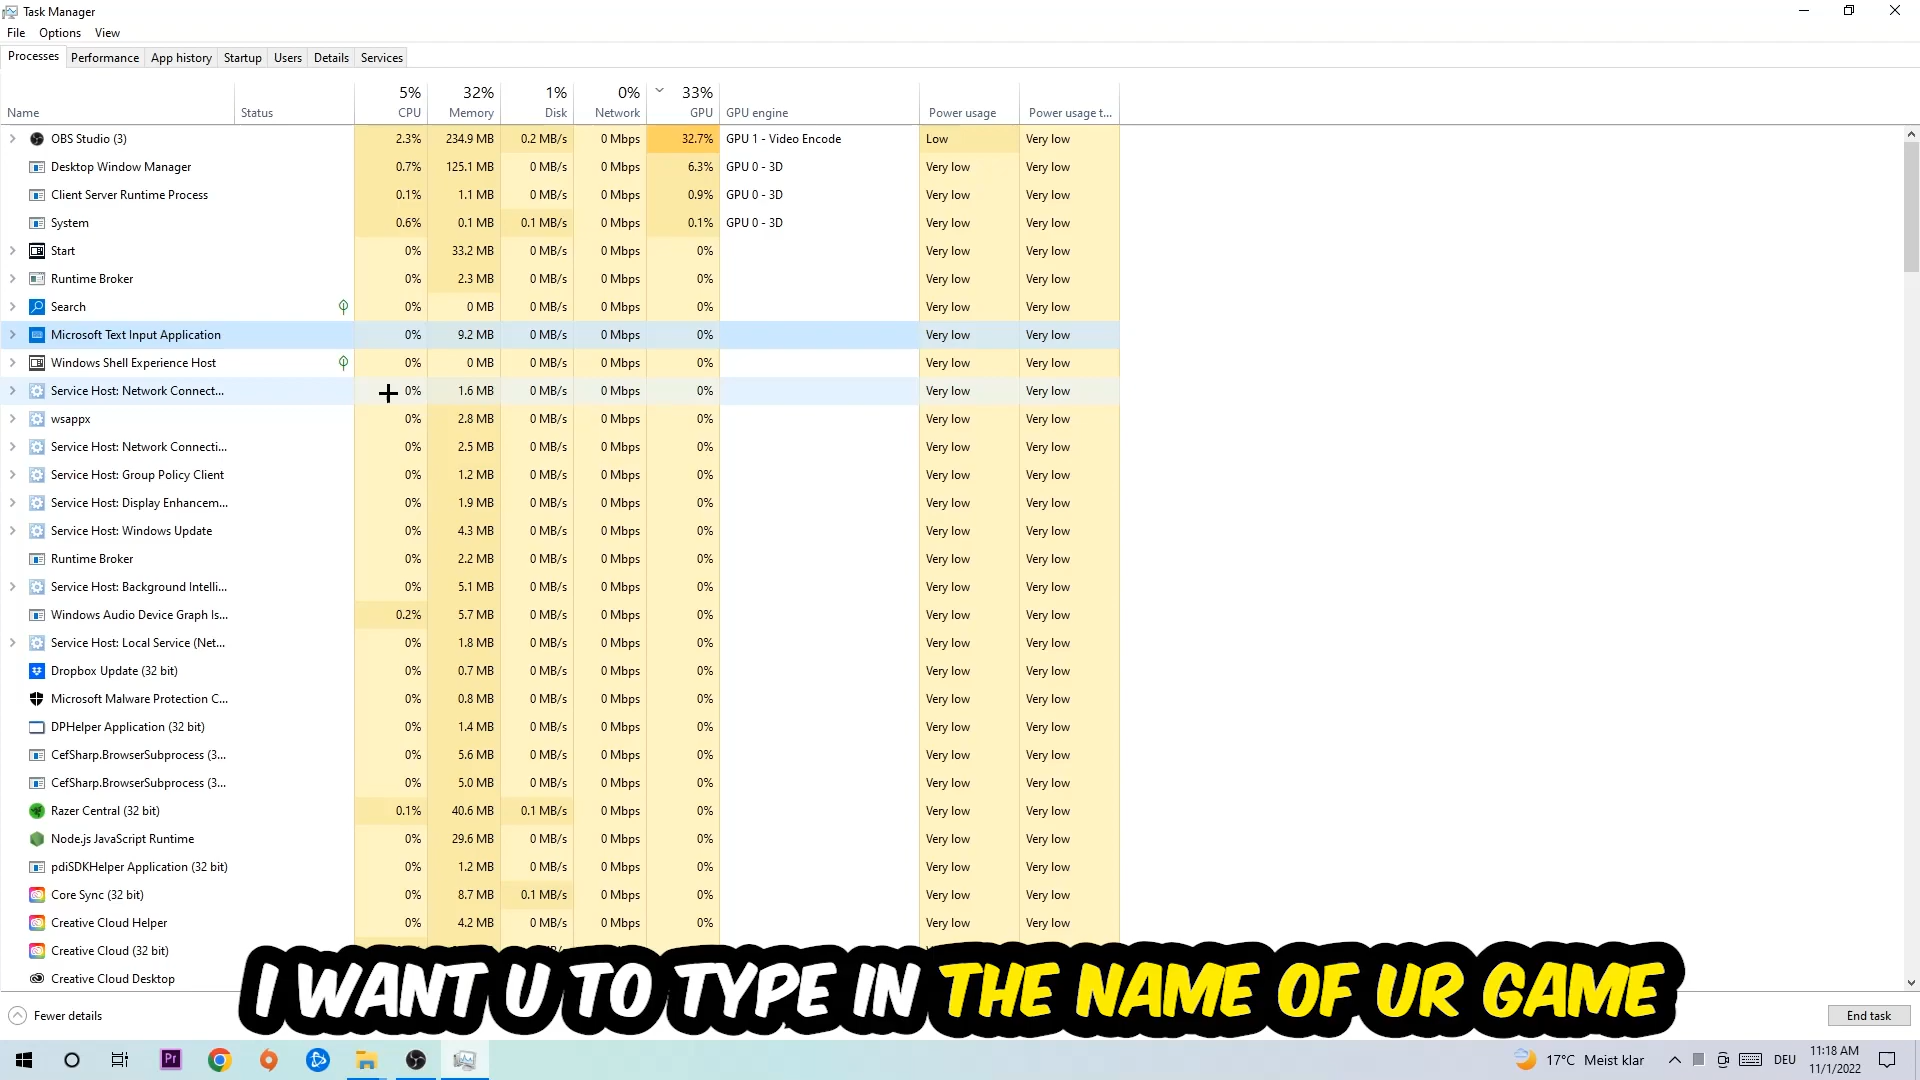 Task Manager
File Options View
Processes Performance App history Startup Users Details Services
5% 32% 1% 0% 33%
Name Status CPU Memory Disk Network GPU GPU engine Power usage Power usage t...
OBS Studio (3) 2.3% 234.9 MB 0.2 MB/s 0 Mbps 32.7% GPU 1 - Video Encode Low Very low
Desktop Window Manager 0.7% 125.1 MB 0 MB/s 0 Mbps 6.3% GPU 0 - 3D Very low Very low
Client Server Runtime Process 0.1% 1.1 MB 0 MB/s 0 Mbps 0.9% GPU 0 - 3D Very low Very low
System 0.6% 0.1 MB 0.1 MB/s 0 Mbps 0.1% GPU 0 - 3D Very low Very low
Start 0% 33.2 MB 0 MB/s 0 Mbps 0% Very low Very low
Runtime Broker 0% 2.3 MB 0 MB/s 0 Mbps 0% Very low Very low
Search 0% 0 MB 0 MB/s 0 Mbps 0% Very low Very low
Microsoft Text Input Application 0% 9.2 MB 0 MB/s 0 Mbps 0% Very low Very low
Windows Shell Experience Host 0% 0 MB 0 MB/s 0 Mbps 0% Very low Very low
Service Host: Network Connect... 0% 1.6 MB 0 MB/s 0 Mbps 0% Very low Very low
wsappx 0% 2.8 MB 0 MB/s 0 Mbps 0% Very low Very low
Service Host: Network Connecti... 0% 2.5 MB 0 MB/s 0 Mbps 0% Very low Very low
Service Host: Group Policy Client 0% 1.2 MB 0 MB/s 0 Mbps 0% Very low Very low
Service Host: Display Enhancem... 0% 1.9 MB 0 MB/s 0 Mbps 0% Very low Very low
Service Host: Windows Update 0% 4.3 MB 0 MB/s 0 Mbps 0% Very low Very low
Runtime Broker 0% 2.2 MB 0 MB/s 0 Mbps 0% Very low Very low
Service Host: Background Intelli... 0% 5.1 MB 0 MB/s 0 Mbps 0% Very low Very low
Windows Audio Device Graph Is... 0.2% 5.7 MB 0 MB/s 0 Mbps 0% Very low Very low
Service Host: Local Service (Net... 0% 1.8 MB 0 MB/s 0 Mbps 0% Very low Very low
Dropbox Update (32 bit) 0% 0.7 MB 0 MB/s 0 Mbps 0% Very low Very low
Microsoft Malware Protection C... 0% 0.8 MB 0 MB/s 0 Mbps 0% Very low Very low
DPHelper Application (32 bit) 0% 1.4 MB 0 MB/s 0 Mbps 0% Very low Very low
CefSharp.BrowserSubprocess (3... 0% 5.6 MB 0 MB/s 0 Mbps 0% Very low Very low
CefSharp.BrowserSubprocess (3... 0% 5.0 MB 0 MB/s 0 Mbps 0% Very low Very low
Razer Central (32 bit) 0.1% 40.6 MB 0.1 MB/s 0 Mbps 0% Very low Very low
Node.js JavaScript Runtime 0% 29.6 MB 0 MB/s 0 Mbps 0% Very low Very low
pdiSDKHelper Application (32 bit) 0% 1.2 MB 0 MB/s 0 Mbps 0% Very low Very low
Core Sync (32 bit) 0% 8.7 MB 0.1 MB/s 0 Mbps 0% Very low Very low
Creative Cloud Helper 0% 4.2 MB 0 MB/s 0 Mbps 0% Very low Very low
Creative Cloud (32 bit)
Creative Cloud Desktop
I WANT U TO TYPE IN THE NAME OF UR GAME
Fewer details End task
Pr 17°C Meist klar DEU 11:18 AM
11/1/2022